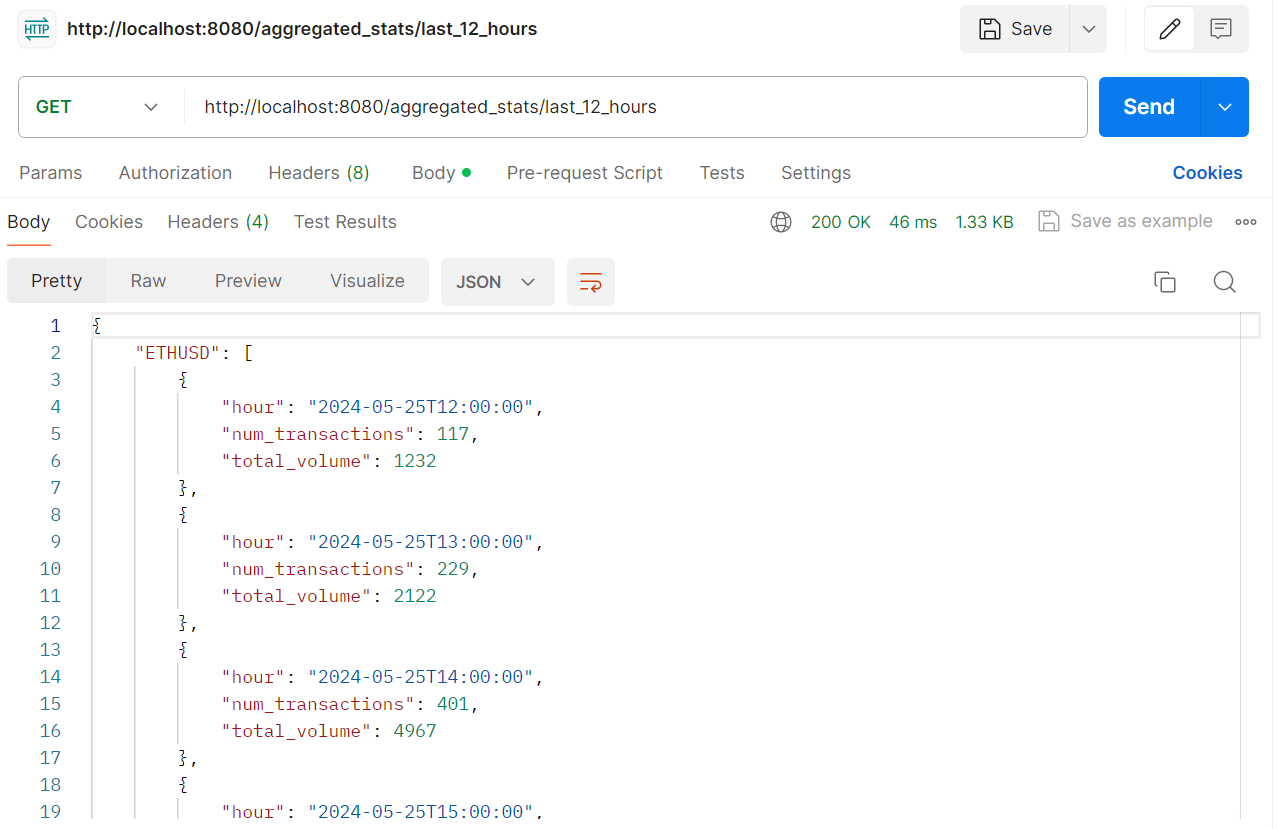 HTTP http://localhost:8080/aggregated_stats/last_12_hours Save
GET http://localhost:8080/aggregated_stats/last_12_hours Send
Params Authorization Headers (8) Body Pre-request Script Tests Settings Cookies
Body Cookies Headers (4) Test Results 200 OK 46 ms 1.33 KB Save as example
Pretty Raw Preview Visualize JSON
1 {
2 "ETHUSD": [
3 {
4 "hour": "2024-05-25T12:00:00",
5 "num_transactions": 117,
6 "total_volume": 1232
7 },
8 {
9 "hour": "2024-05-25T13:00:00",
10 "num_transactions": 229,
11 "total_volume": 2122
12 },
13 {
14 "hour": "2024-05-25T14:00:00",
15 "num_transactions": 401,
16 "total_volume": 4967
17 },
18 {
19 "hour": "2024-05-25T15:00:00",